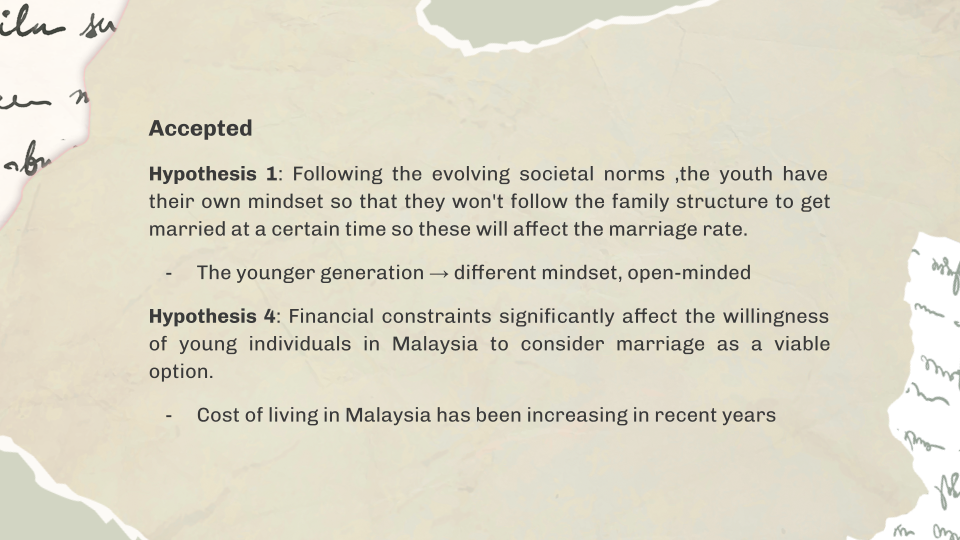 Accepted
Hypothesis 1: Following the evolving societal norms ,the youth have
their own mindset so that they won't follow the family structure to get
married at a certain time so these will affect the marriage rate.
- The younger generation → different mindset, open-minded
Hypothesis 4: Financial constraints significantly affect the willingness
of young individuals in Malaysia to consider marriage as a viable
option.
- Cost of living in Malaysia has been increasing in recent years